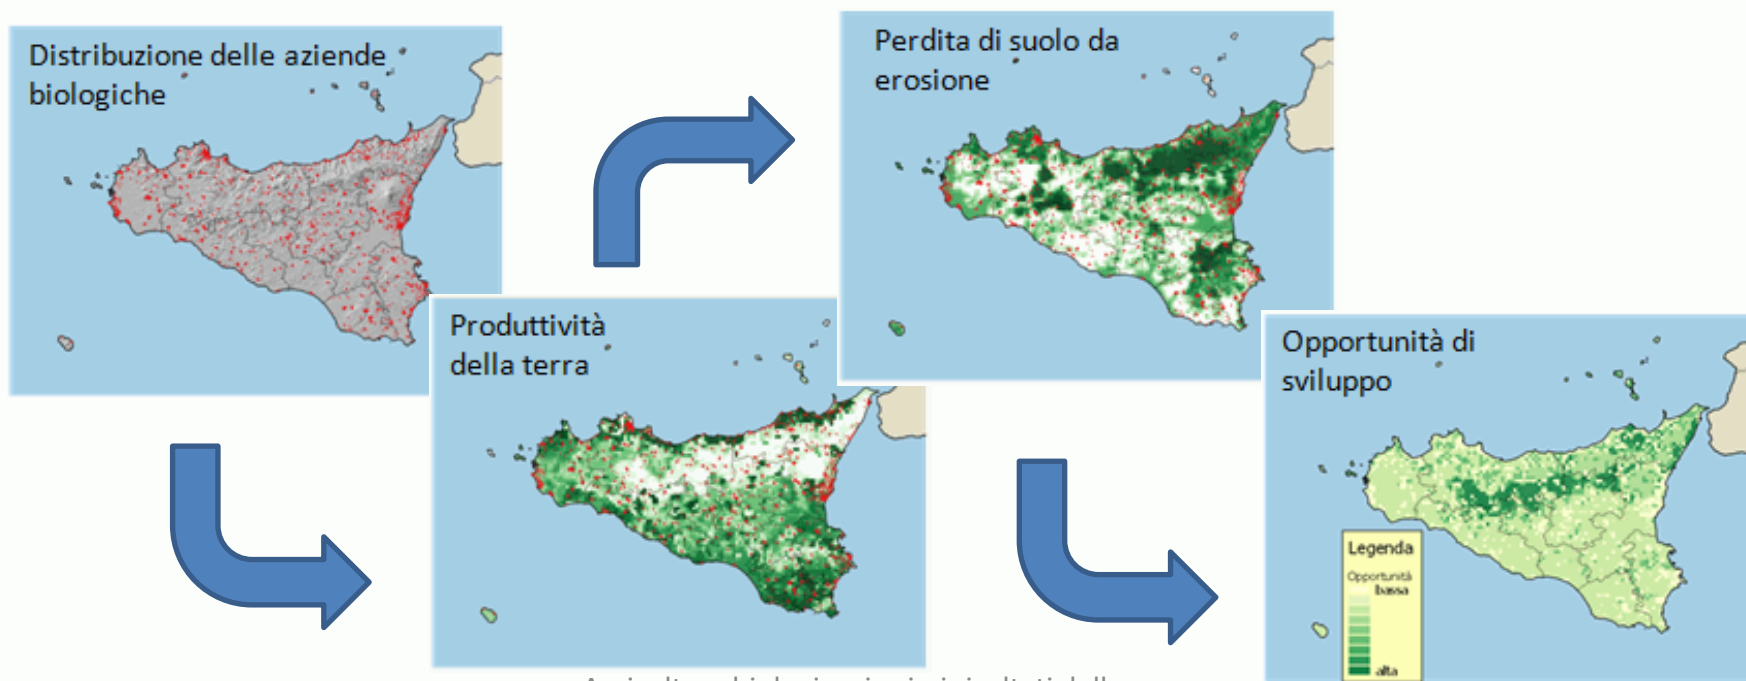 Distribuzione delle aziende
biologiche
Perdita di suolo da
erosione
Produttività
della terra
Opportunità di
sviluppo
Legenda
Opportunità
bassa
alta